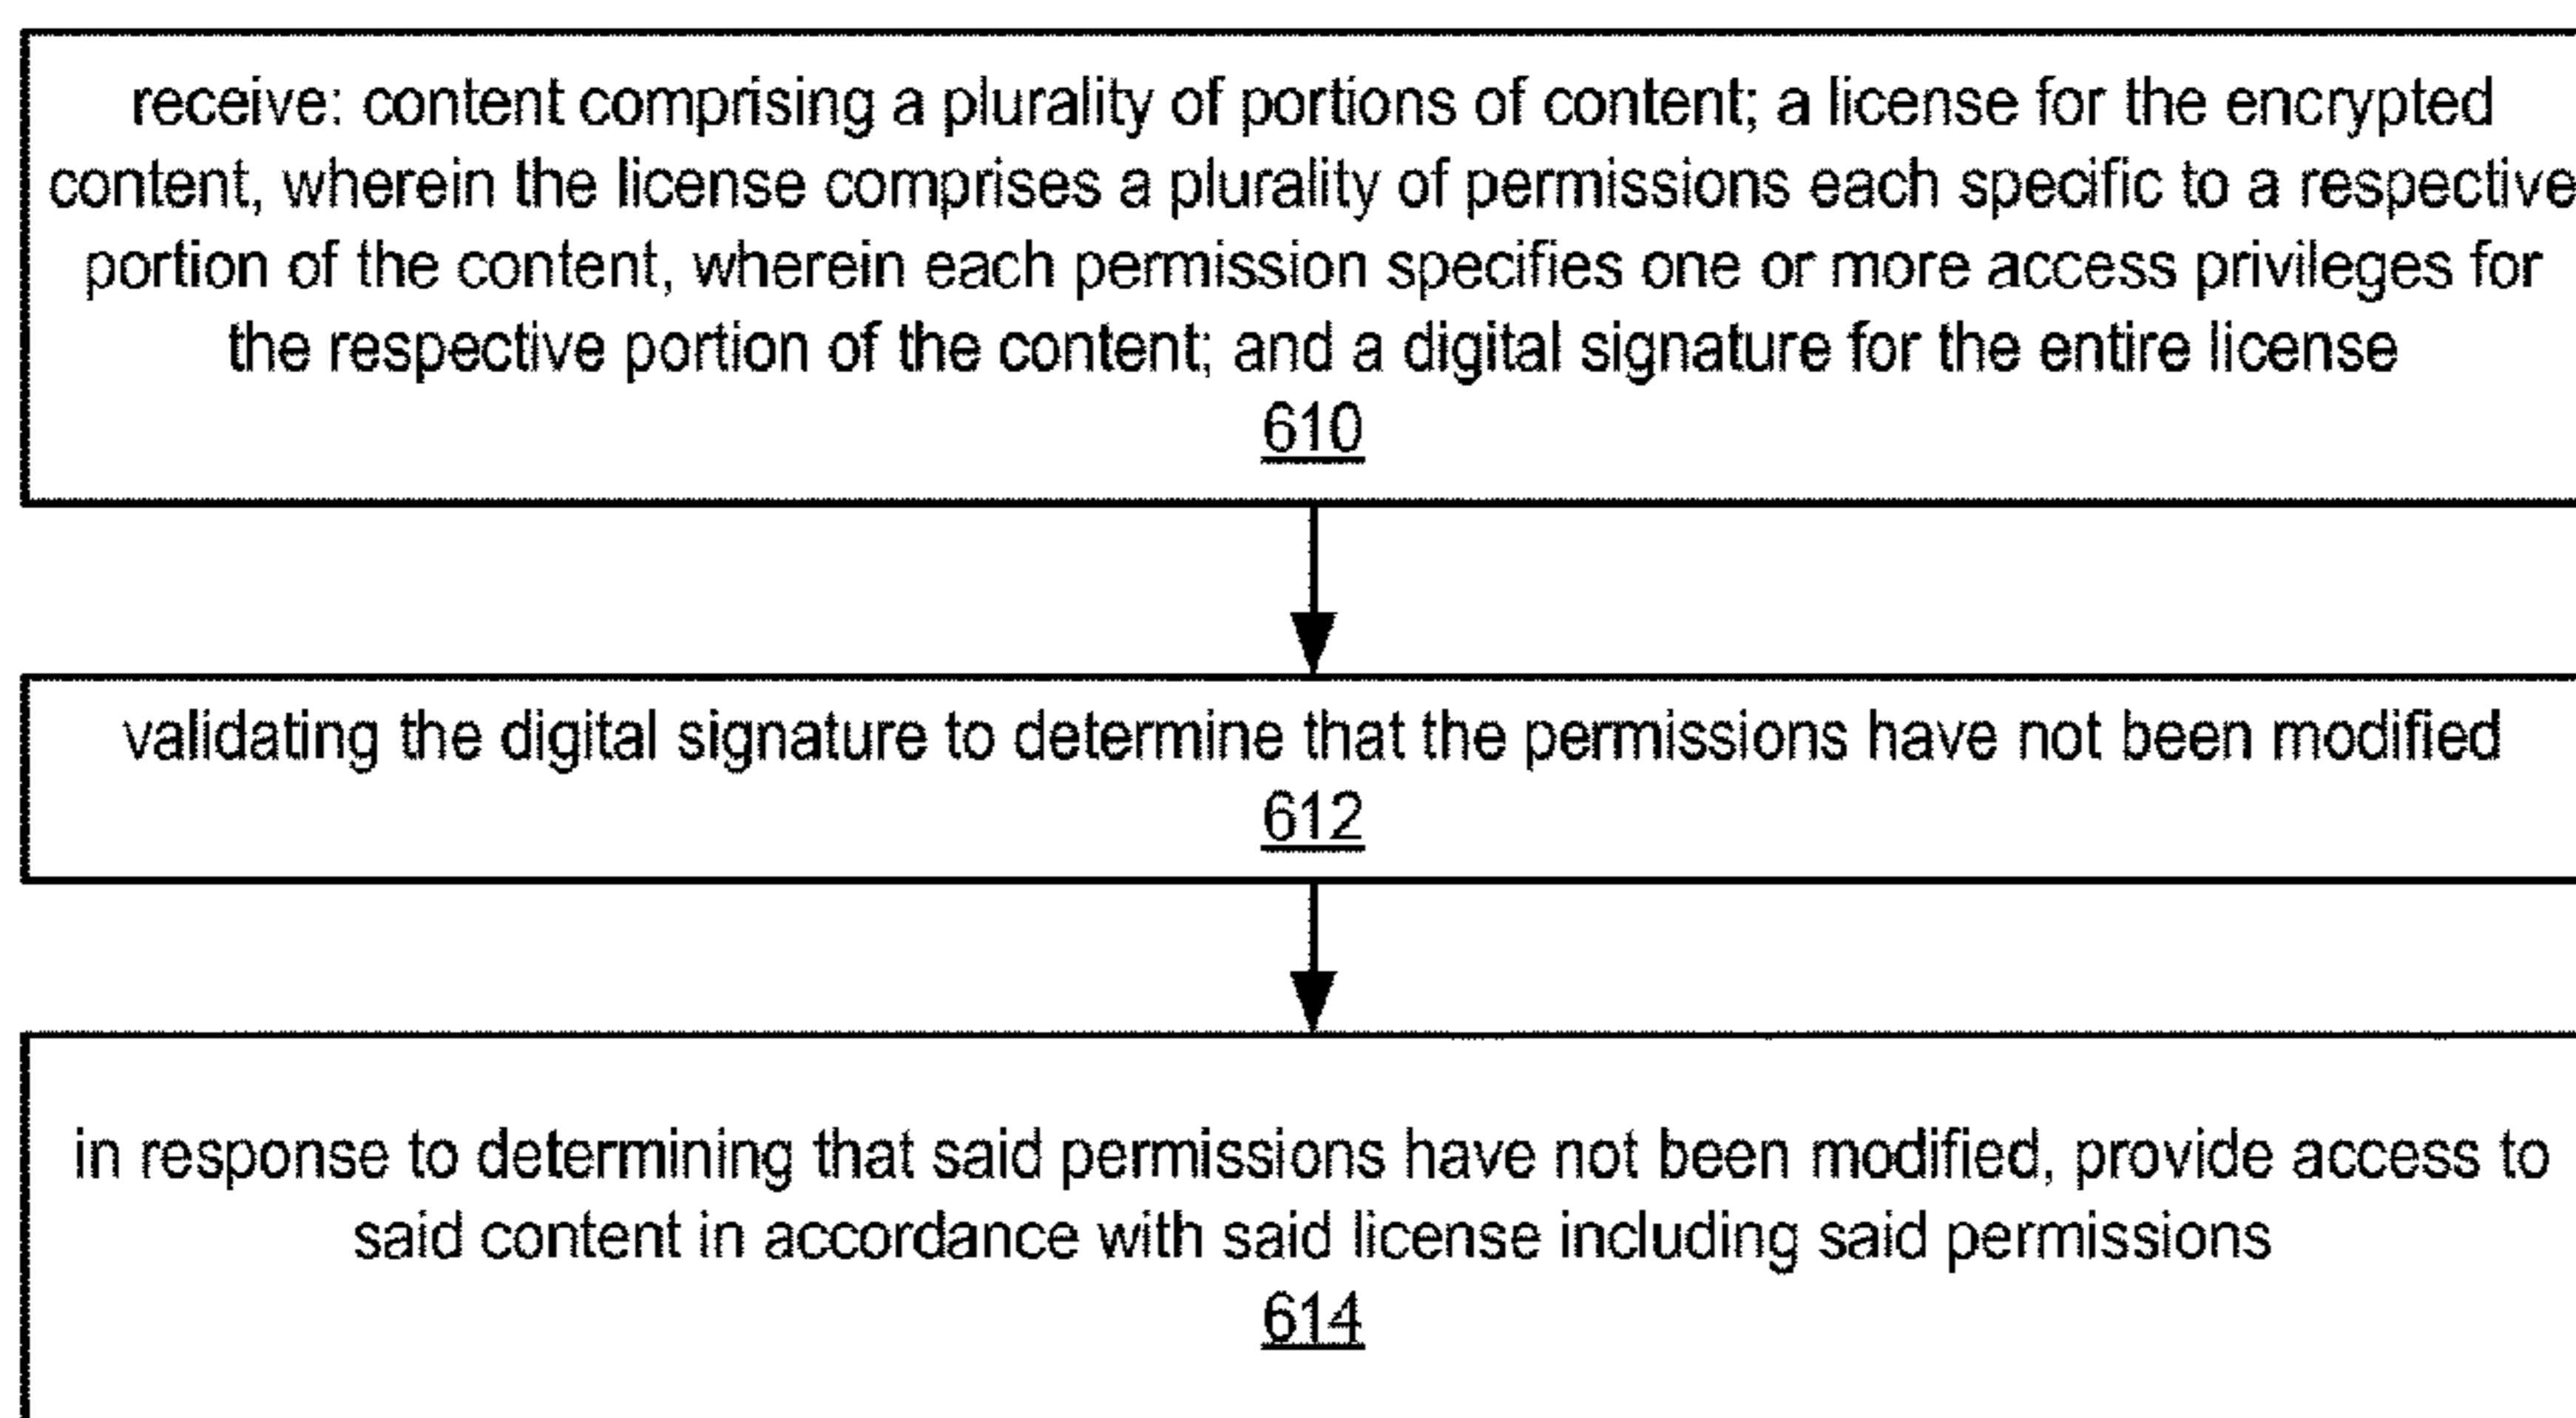 receive: content comprising a plurality of portions of content; a license for the encrypted
content, wherein the license comprises a plurality of permissions each specific to a respective
portion of the content, wherein each permission specifies one or more access privileges for
the respective portion of the content; and a digital signature for the entire license
610
validating the digital signature to determine that the permissions have not been modified
612
in response to determining that said permissions have not been modified, provide access to
said content in accordance with said license including said permissions
614